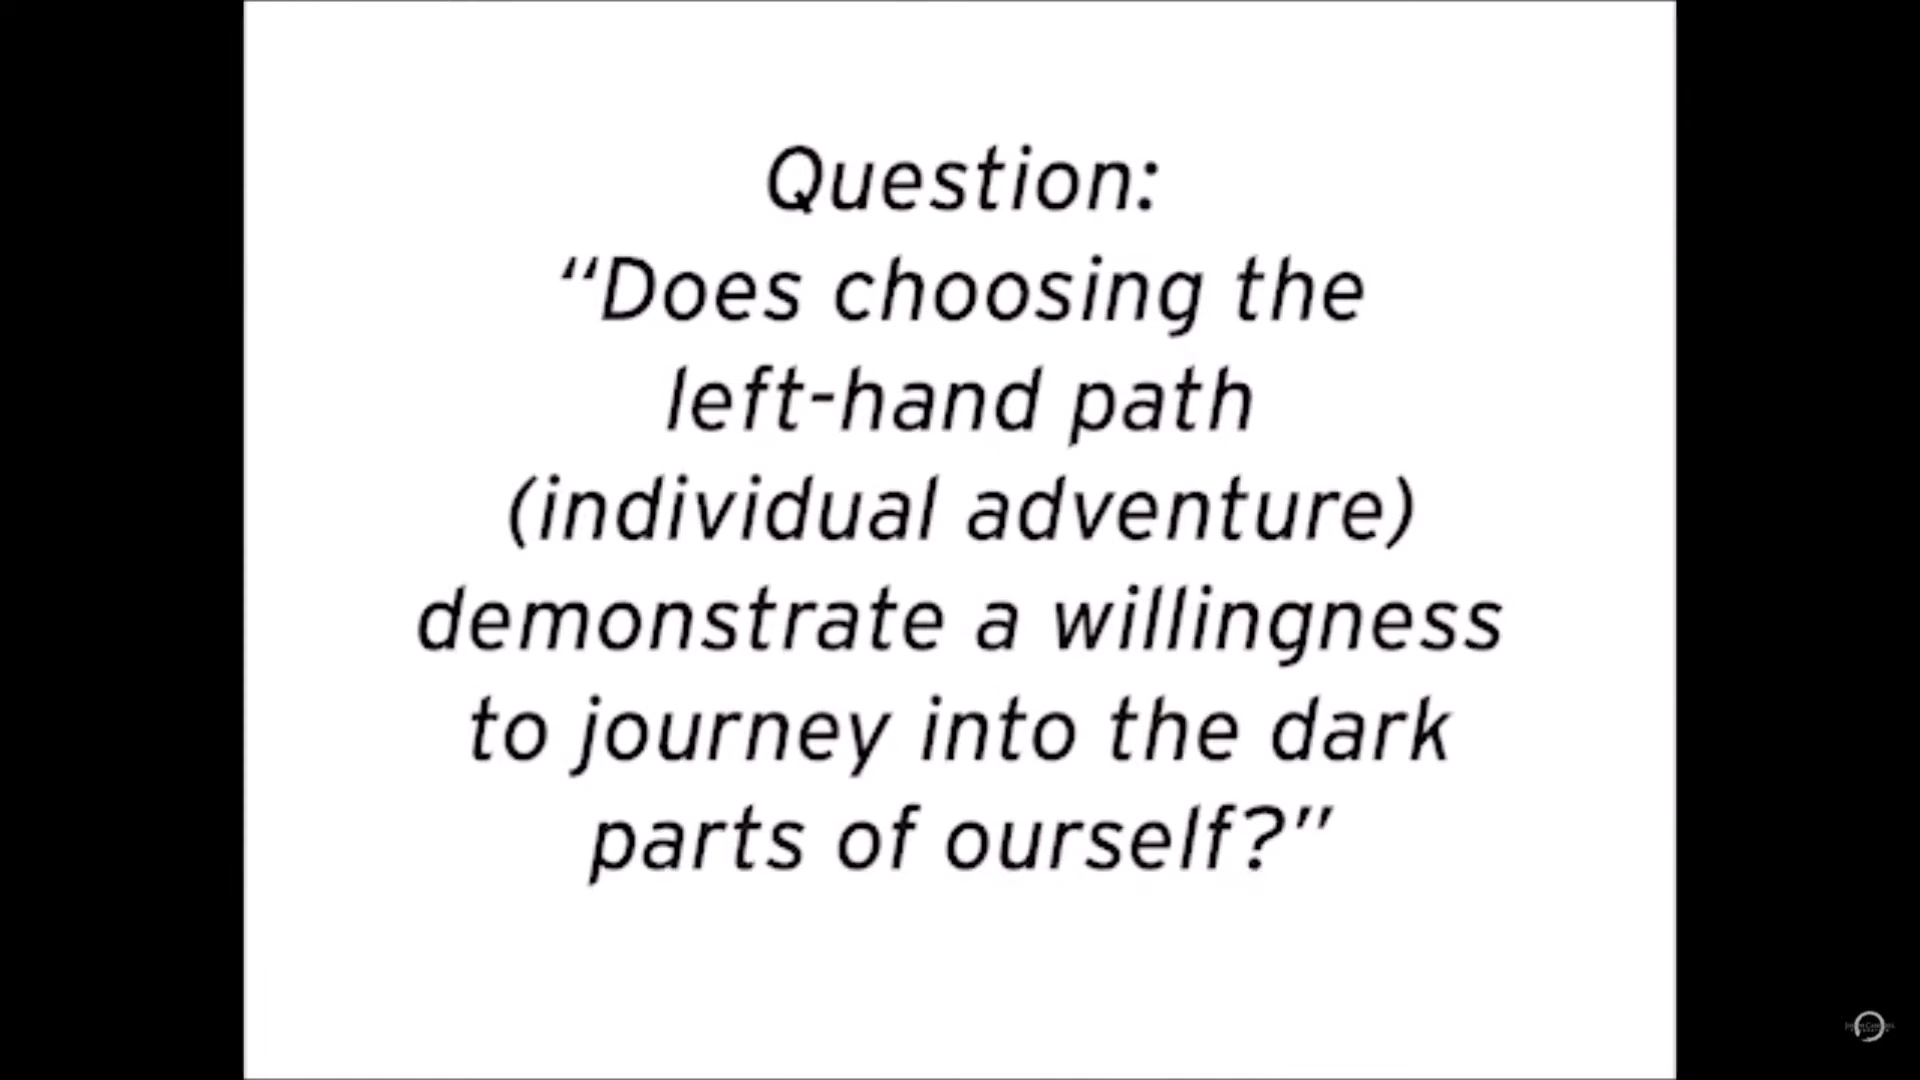 Question:
“Does choosing the
left-hand path
(individual adventure)
demonstrate a willingness
to journey into the dark
parts of ourself?”